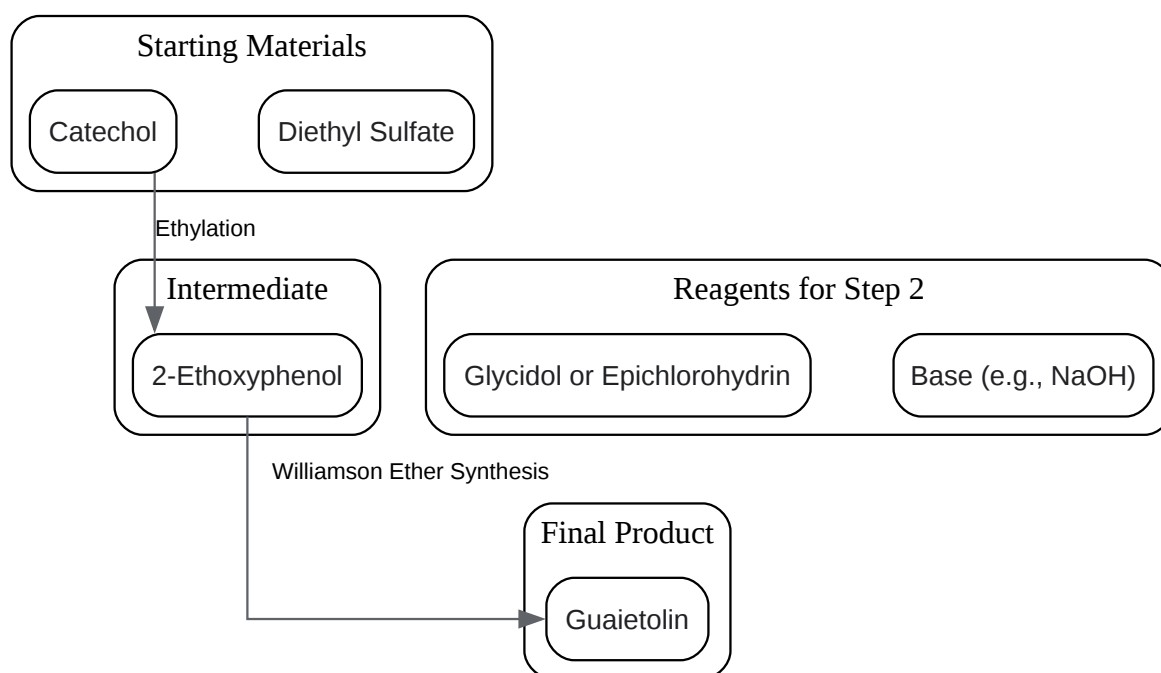 Starting Materials
Catechol
Diethyl Sulfate
Ethylation
Intermediate
Reagents for Step 2
2-Ethoxyphenol
Glycidol or Epichlorohydrin
Base (e.g., NaOH)
Williamson Ether Synthesis
Final Product
Guaietolin